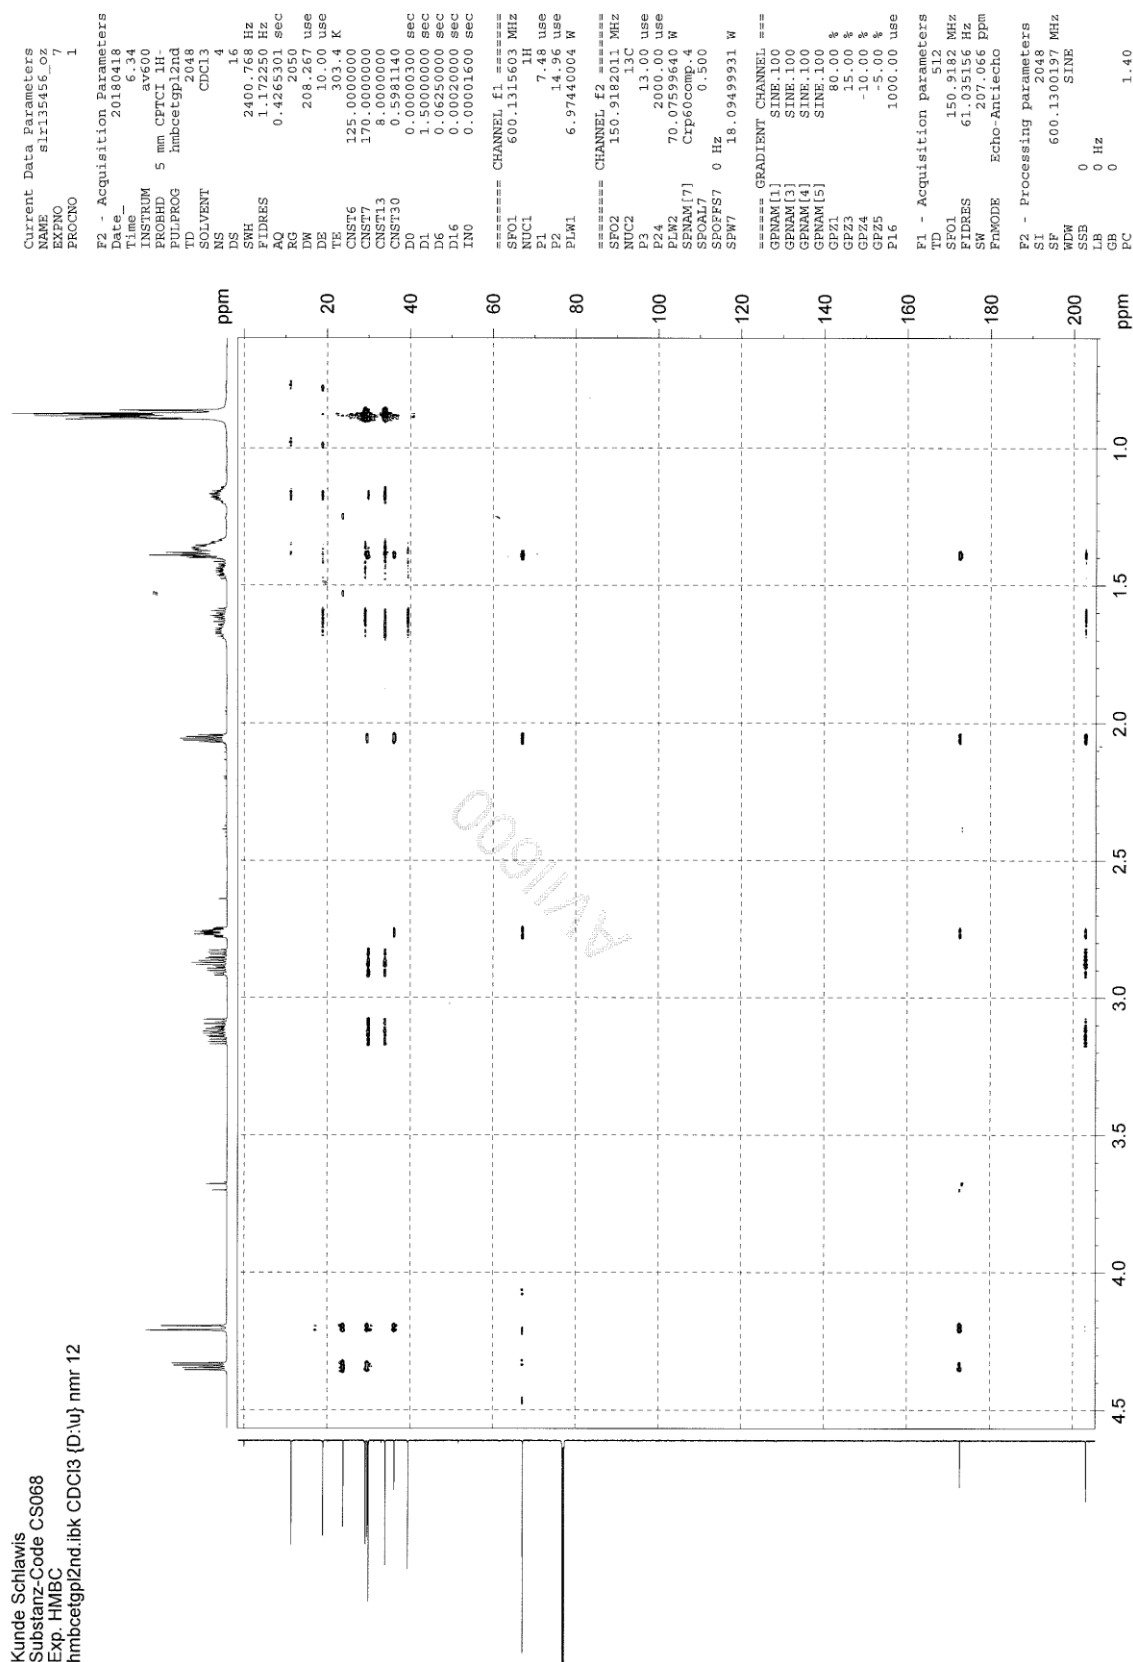 Kunde Schlawis
Substanz-Code CS068
Exp. HMBC
hmbcetgpl2nd.ibk CDCl3 {D:\u} nmr 12
Current Data Parameters
NAME slr135456_oz
EXPNO 7
PROCNO 1
F2 - Acquisition Parameters
Date_ 20180418
Time 6.34
INSTRUM av600
PROBHD 5 mm CPTCI 1H-
PULPROG hmbcetgpl2nd
TD 2048
SOLVENT CDCl3
NS 4
DS 16
SWH 2400.768 Hz
FIDRES 1.172250 Hz
AQ 0.4265301 sec
RG 2050
DW 208.267 use
DE 10.00 use
TE 303.4 K
CNST6 125.0000000
CNST7 170.0000000
CNST13 8.0000000
CNST30 0.5981140
D0 0.00000300 sec
D1 1.50000000 sec
D6 0.06250000 sec
D16 0.00020000 sec
IN0 0.00001600 sec
======== CHANNEL f1 ========
SFO1 600.1315603 MHz
NUC1 1H
P1 7.48 use
P2 14.96 use
PLW1 6.97440004 W
======== CHANNEL f2 ========
SFO2 150.9182011 MHz
NUC2 13C
P3 13.00 use
P24 2000.00 use
PLW2 70.07599640 W
SPNAM[7] Crp60comp.4
SPOAL7 0.500
SPOFFS7 0 Hz
SPW7 18.09499931 W
====== GRADIENT CHANNEL ===
GPNAM[1] SINE.100
GPNAM[3] SINE.100
GPNAM[4] SINE.100
GPNAM[5] SINE.100
GPZ1 80.00 %
GPZ3 15.00 %
GPZ4 -10.00 %
GPZ5 -5.00 %
P16 1000.00 use
F1 - Acquisition parameters
TD 512
SFO1 150.9182 MHz
FIDRES 61.035156 Hz
SW 207.066 ppm
FnMODE Echo-Antiecho
F2 - Processing parameters
SI 2048
SF 600.1300197 MHz
WDW SINE
SSB 0
LB 0 Hz
GB 0
PC 1.40
ppm
20
40
60
80
100
120
140
160
180
200
ppm
1.0
1.5
2.0
2.5
3.0
3.5
4.0
4.5
AVII600